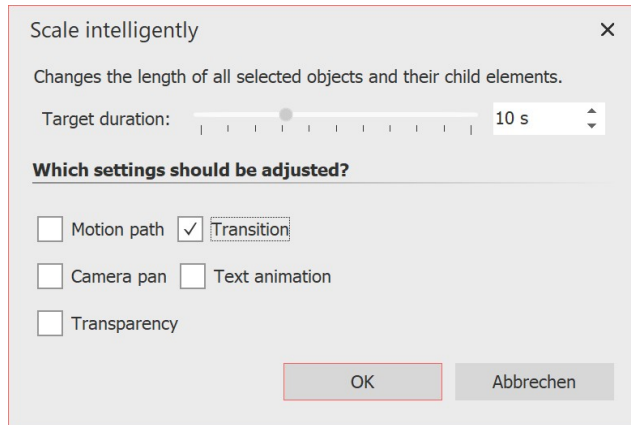 Scale intelligently
Changes the length of all selected objects and their child elements.
Target duration: 10 s
Which settings should be adjusted?
Motion path Transition
Camera pan Text animation
Transparency
OK Abbrechen